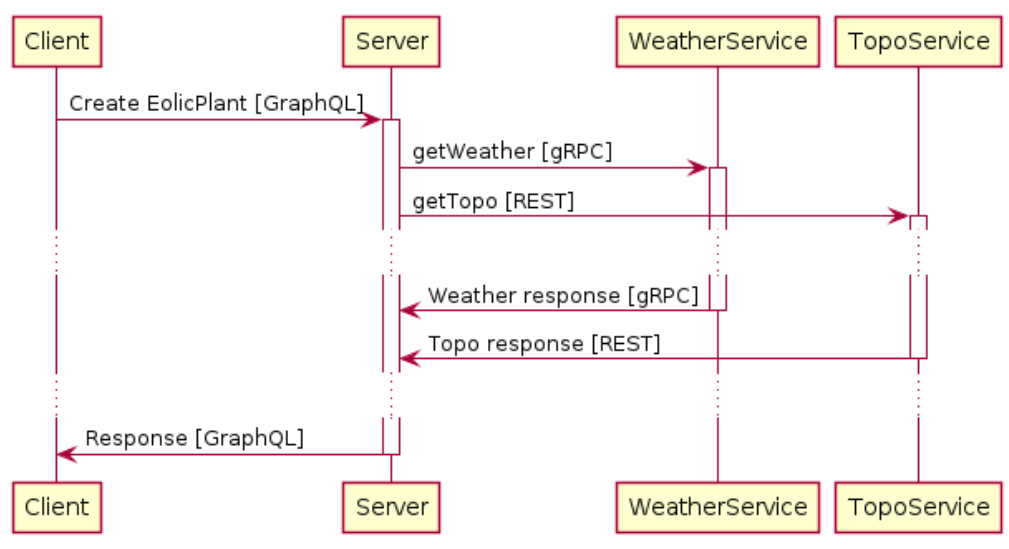 Client Server WeatherService TopoService
Create EolicPlant [GraphQL]
getWeather [gRPC]
getTopo [REST]
Weather response [gRPC]
Topo response [REST]
Response [GraphQL]
Client Server WeatherService TopoService